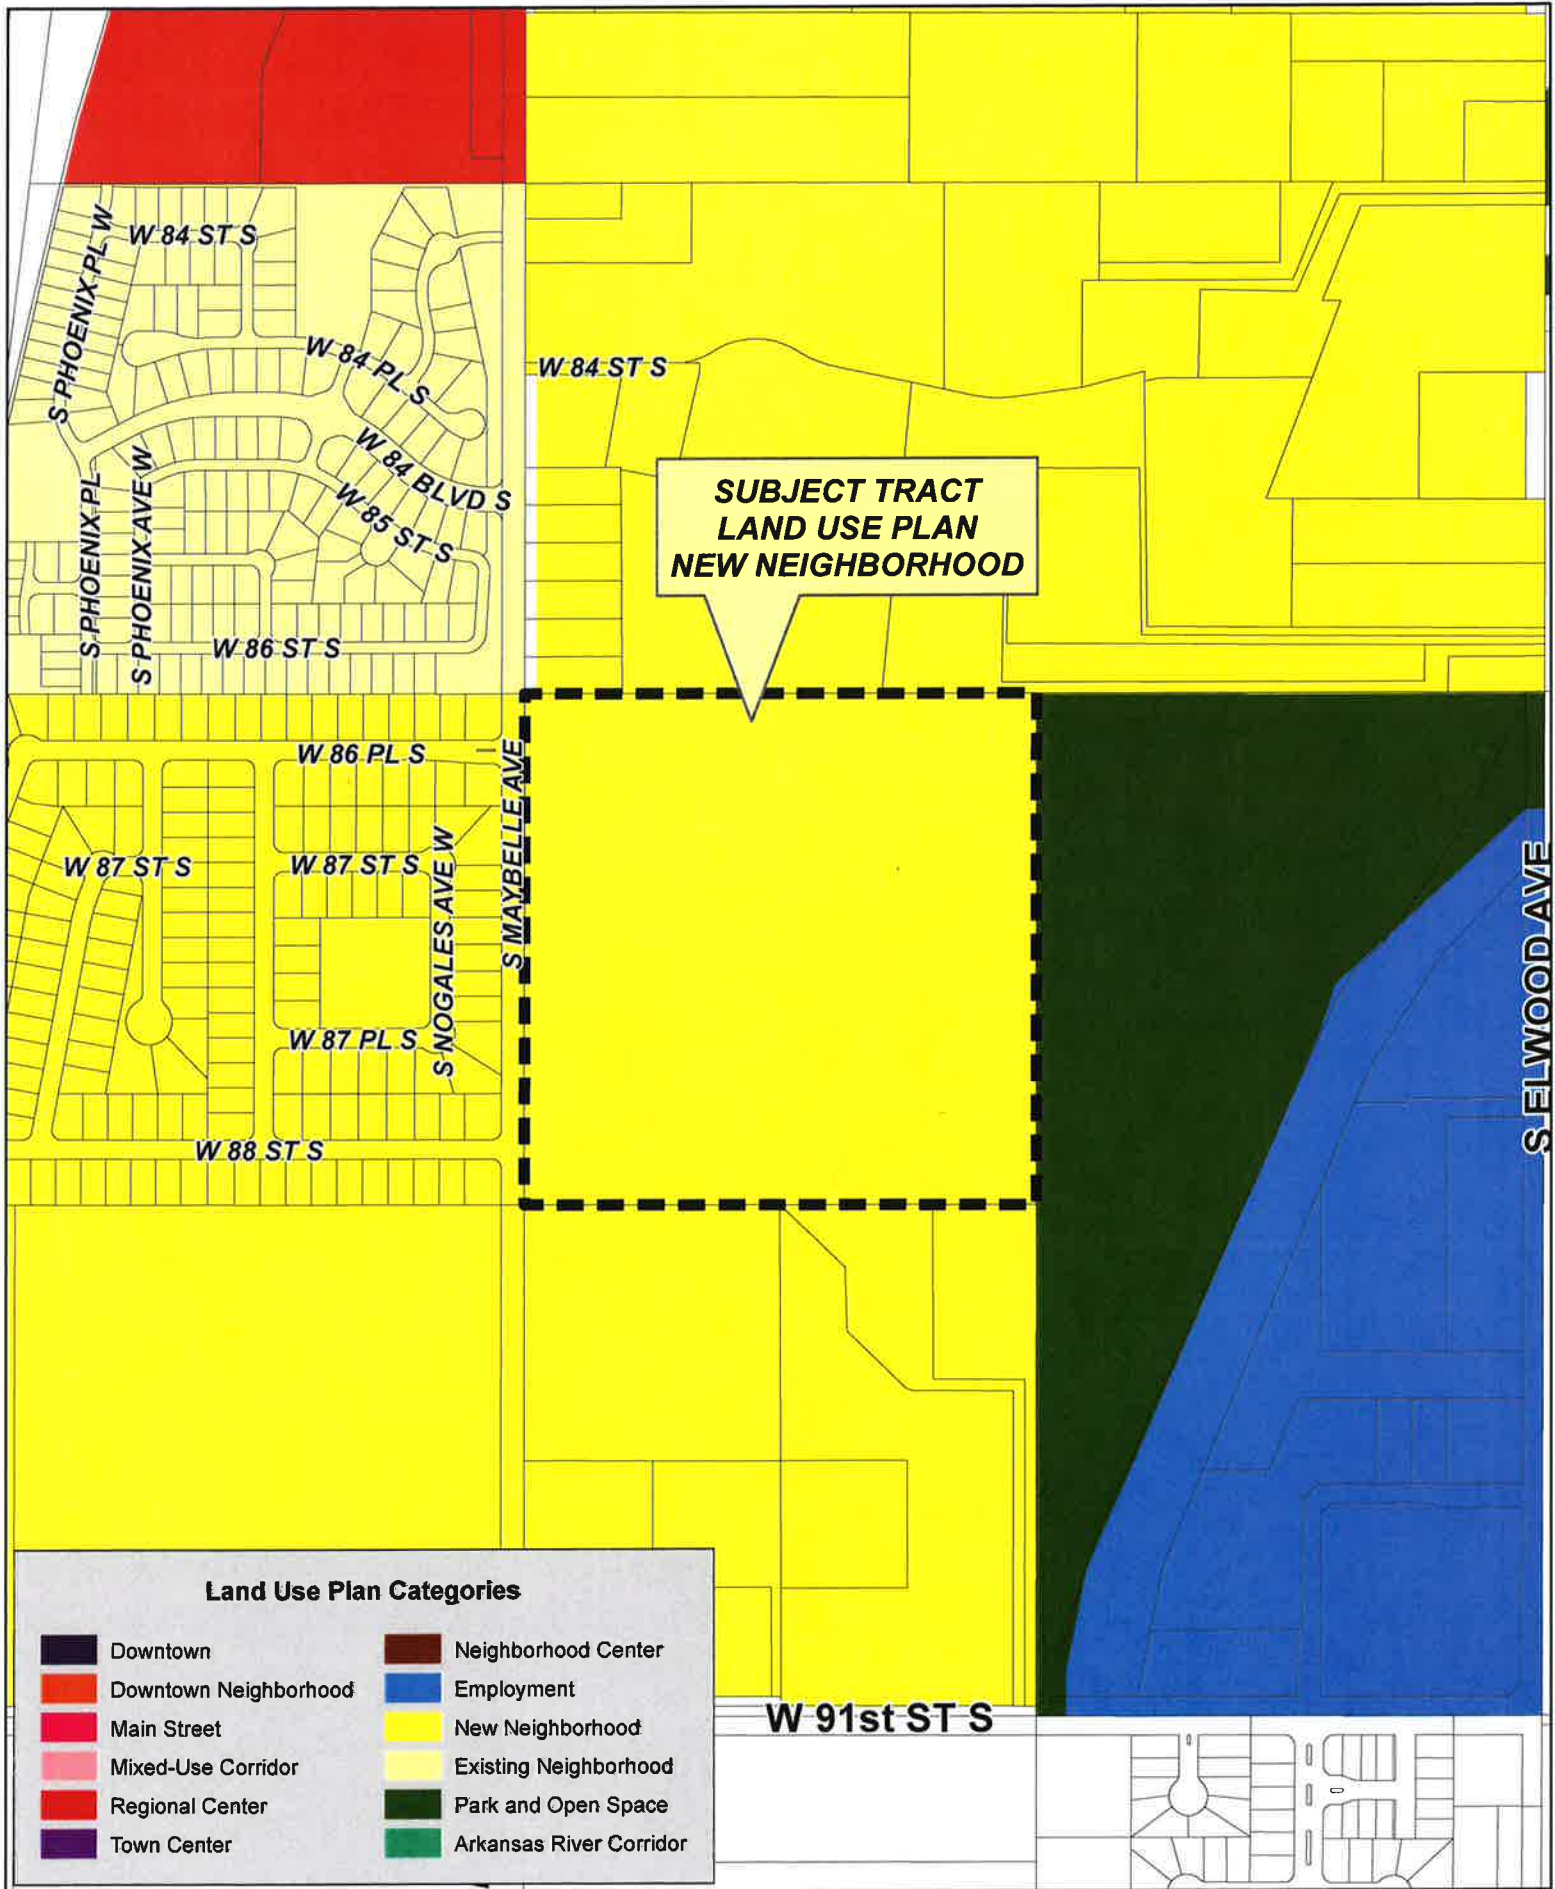 W 84 ST S
S PHOENIX PL W
W 84 PL S
W 84 ST S
W 84 BLVD S
W 85 ST S
S PHOENIX PL
S PHOENIX AVE W
W 86 ST S
SUBJECT TRACT
LAND USE PLAN
NEW NEIGHBORHOOD
W 86 PL S
S MAYBELLE AVE
W 87 ST S
W 87 ST S
S NOGALES AVE W
W 87 PL S
S ELWOOD AVE
W 88 ST S
W 91st ST S
Land Use Plan Categories
Downtown
Downtown Neighborhood
Main Street
Mixed-Use Corridor
Regional Center
Town Center
Neighborhood Center
Employment
New Neighborhood
Existing Neighborhood
Park and Open Space
Arkansas River Corridor